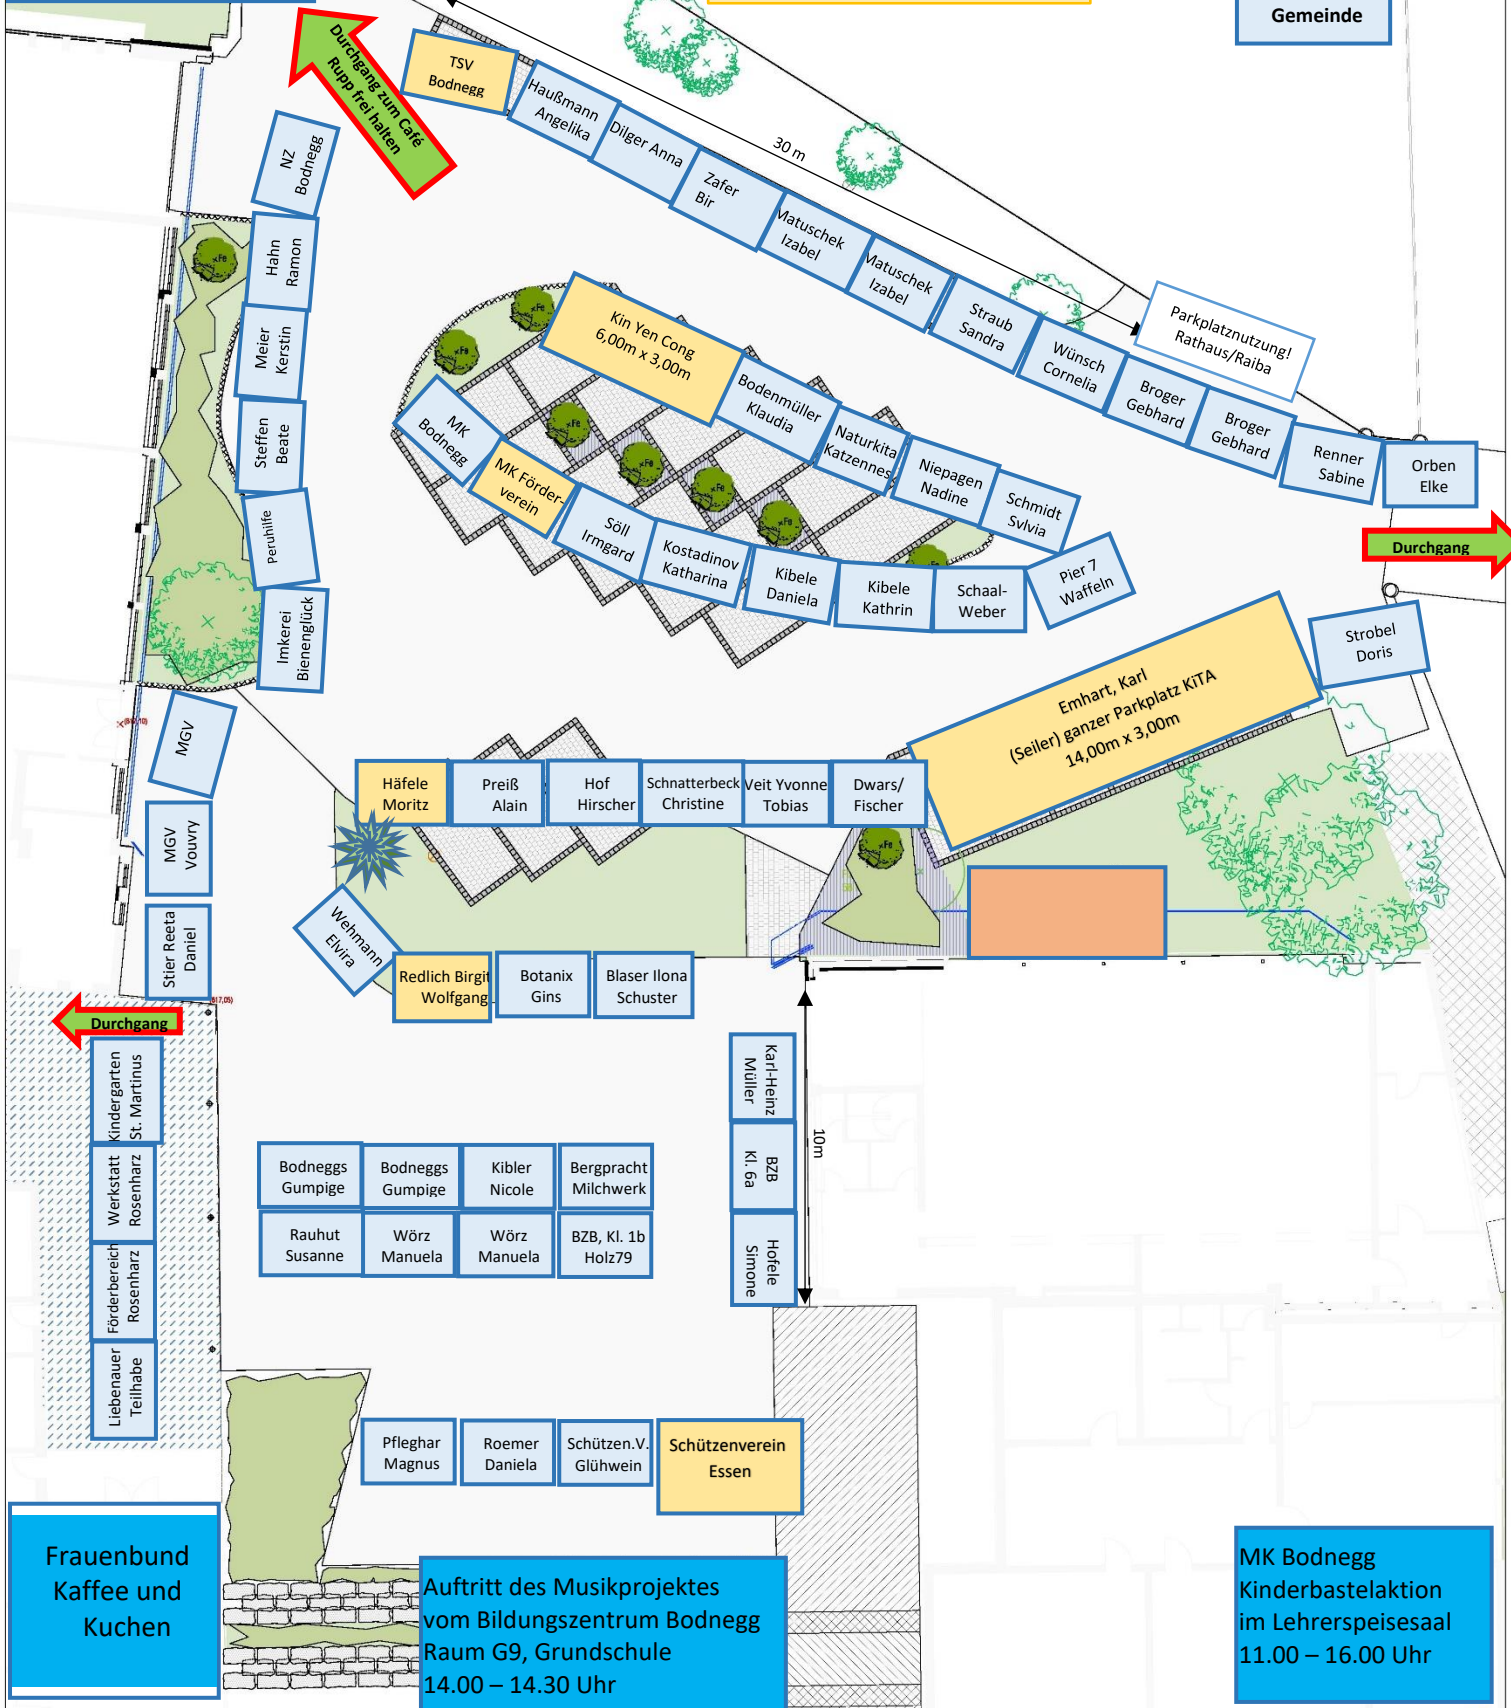 Gemeinde
Durchgang zum Café
Rupp frei halten
TSV
Bodnegg
Haußmann
Angelika
Dilger Anna
Zafer
Bir
Matuschek
Izabel
Matuschek
Izabel
Straub
Sandra
Wünsch
Cornelia
Broger
Gebhard
Broger
Gebhard
Renner
Sabine
Orben
Elke
30 m
Parkplatznutzung!
Rathaus/Raiba
Durchgang
NZ
Bodnegg
Hahn
Ramon
Meier
Kerstin
Steffen
Beate
Peruhilfe
Imkerei
Bienenglück
MGV
MGV
Vouvry
Stier Reeta
Daniel
Kin Yen Cong
6,00m x 3,00m
Bodenmüller
Klaudia
Naturkita
Katzennes
Niepagen
Nadine
Schmidt
Sylvia
Pier 7
Waffeln
MK
Bodnegg
MK Förder-
verein
Söll
Irmgard
Kostadinov
Katharina
Kibele
Daniela
Kibele
Kathrin
Schaal-
Weber
Strobel
Doris
Emhart, Karl
(Seiler) ganzer Parkplatz KiTA
14,00m x 3,00m
Häfele
Moritz
Preiß
Alain
Hof
Hirscher
Schnatterbeck
Christine
Veit Yvonne
Tobias
Dwars/
Fischer
Wehmann
Elvira
Redlich Birgit
Wolfgang
Botanix
Gins
Blaser Ilona
Schuster
Durchgang
Kindergarten
St. Martinus
Werkstatt
Rosenharz
Förderbereich
Rosenharz
Liebenauer
Teilhabe
Karl-Heinz
Müller
BZB
Kl. 6a
Hofele
Simone
10m
Bodneggs
Gumpige
Bodneggs
Gumpige
Kibler
Nicole
Bergpracht
Milchwerk
Rauhut
Susanne
Wörz
Manuela
Wörz
Manuela
BZB, Kl. 1b
Holz79
Pfleghar
Magnus
Roemer
Daniela
Schützen.V.
Glühwein
Schützenverein
Essen
Frauenbund
Kaffee und
Kuchen
Auftritt des Musikprojektes
vom Bildungszentrum Bodnegg
Raum G9, Grundschule
14.00 – 14.30 Uhr
MK Bodnegg
Kinderbastelaktion
im Lehrerspeisesaal
11.00 – 16.00 Uhr